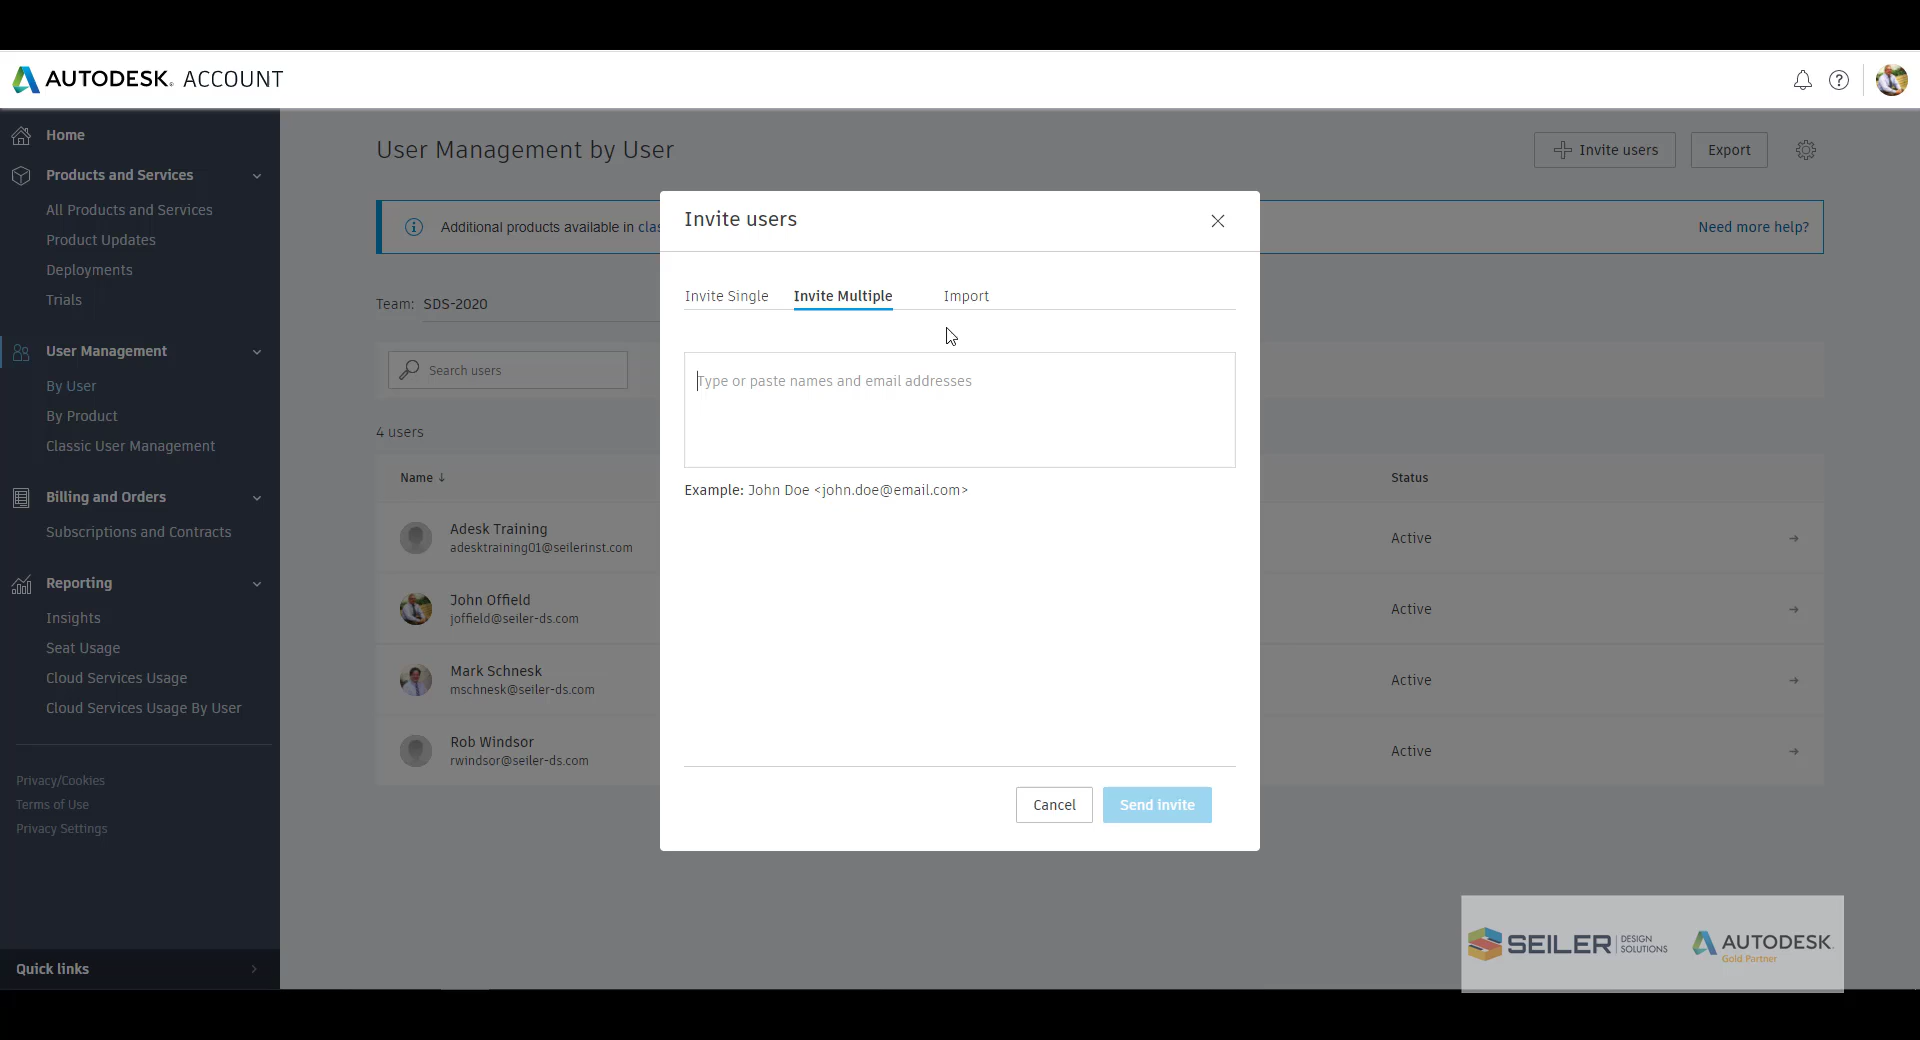 AUTODESK. ACCOUNT
Home
Products and Services
All Products and Services
Product Updates
Deployments
Trials
User Management
By User
By Product
Classic User Management
Billing and Orders
Subscriptions and Contracts
Reporting
Insights
Seat Usage
Cloud Services Usage
Cloud Services Usage By User
Privacy/Cookies
Terms of Use
Privacy Settings
Quick links
User Management by User
Invite users
Export
Additional products available in clas
Need more help?
Team: SDS-2020
Search users
4 users
Name ↓
Status
Adesk Training
adesktraining01@seilerinst.com
Active
John Offield
joffield@seiler-ds.com
Active
Mark Schnesk
mschnesk@seiler-ds.com
Active
Rob Windsor
rwindsor@seiler-ds.com
Active
Invite users
Invite Single Invite Multiple Import
Type or paste names and email addresses
Example: John Doe <john.doe@email.com>
Cancel
Send invite
SEILER DESIGN
SOLUTIONS
AUTODESK.
Gold Partner